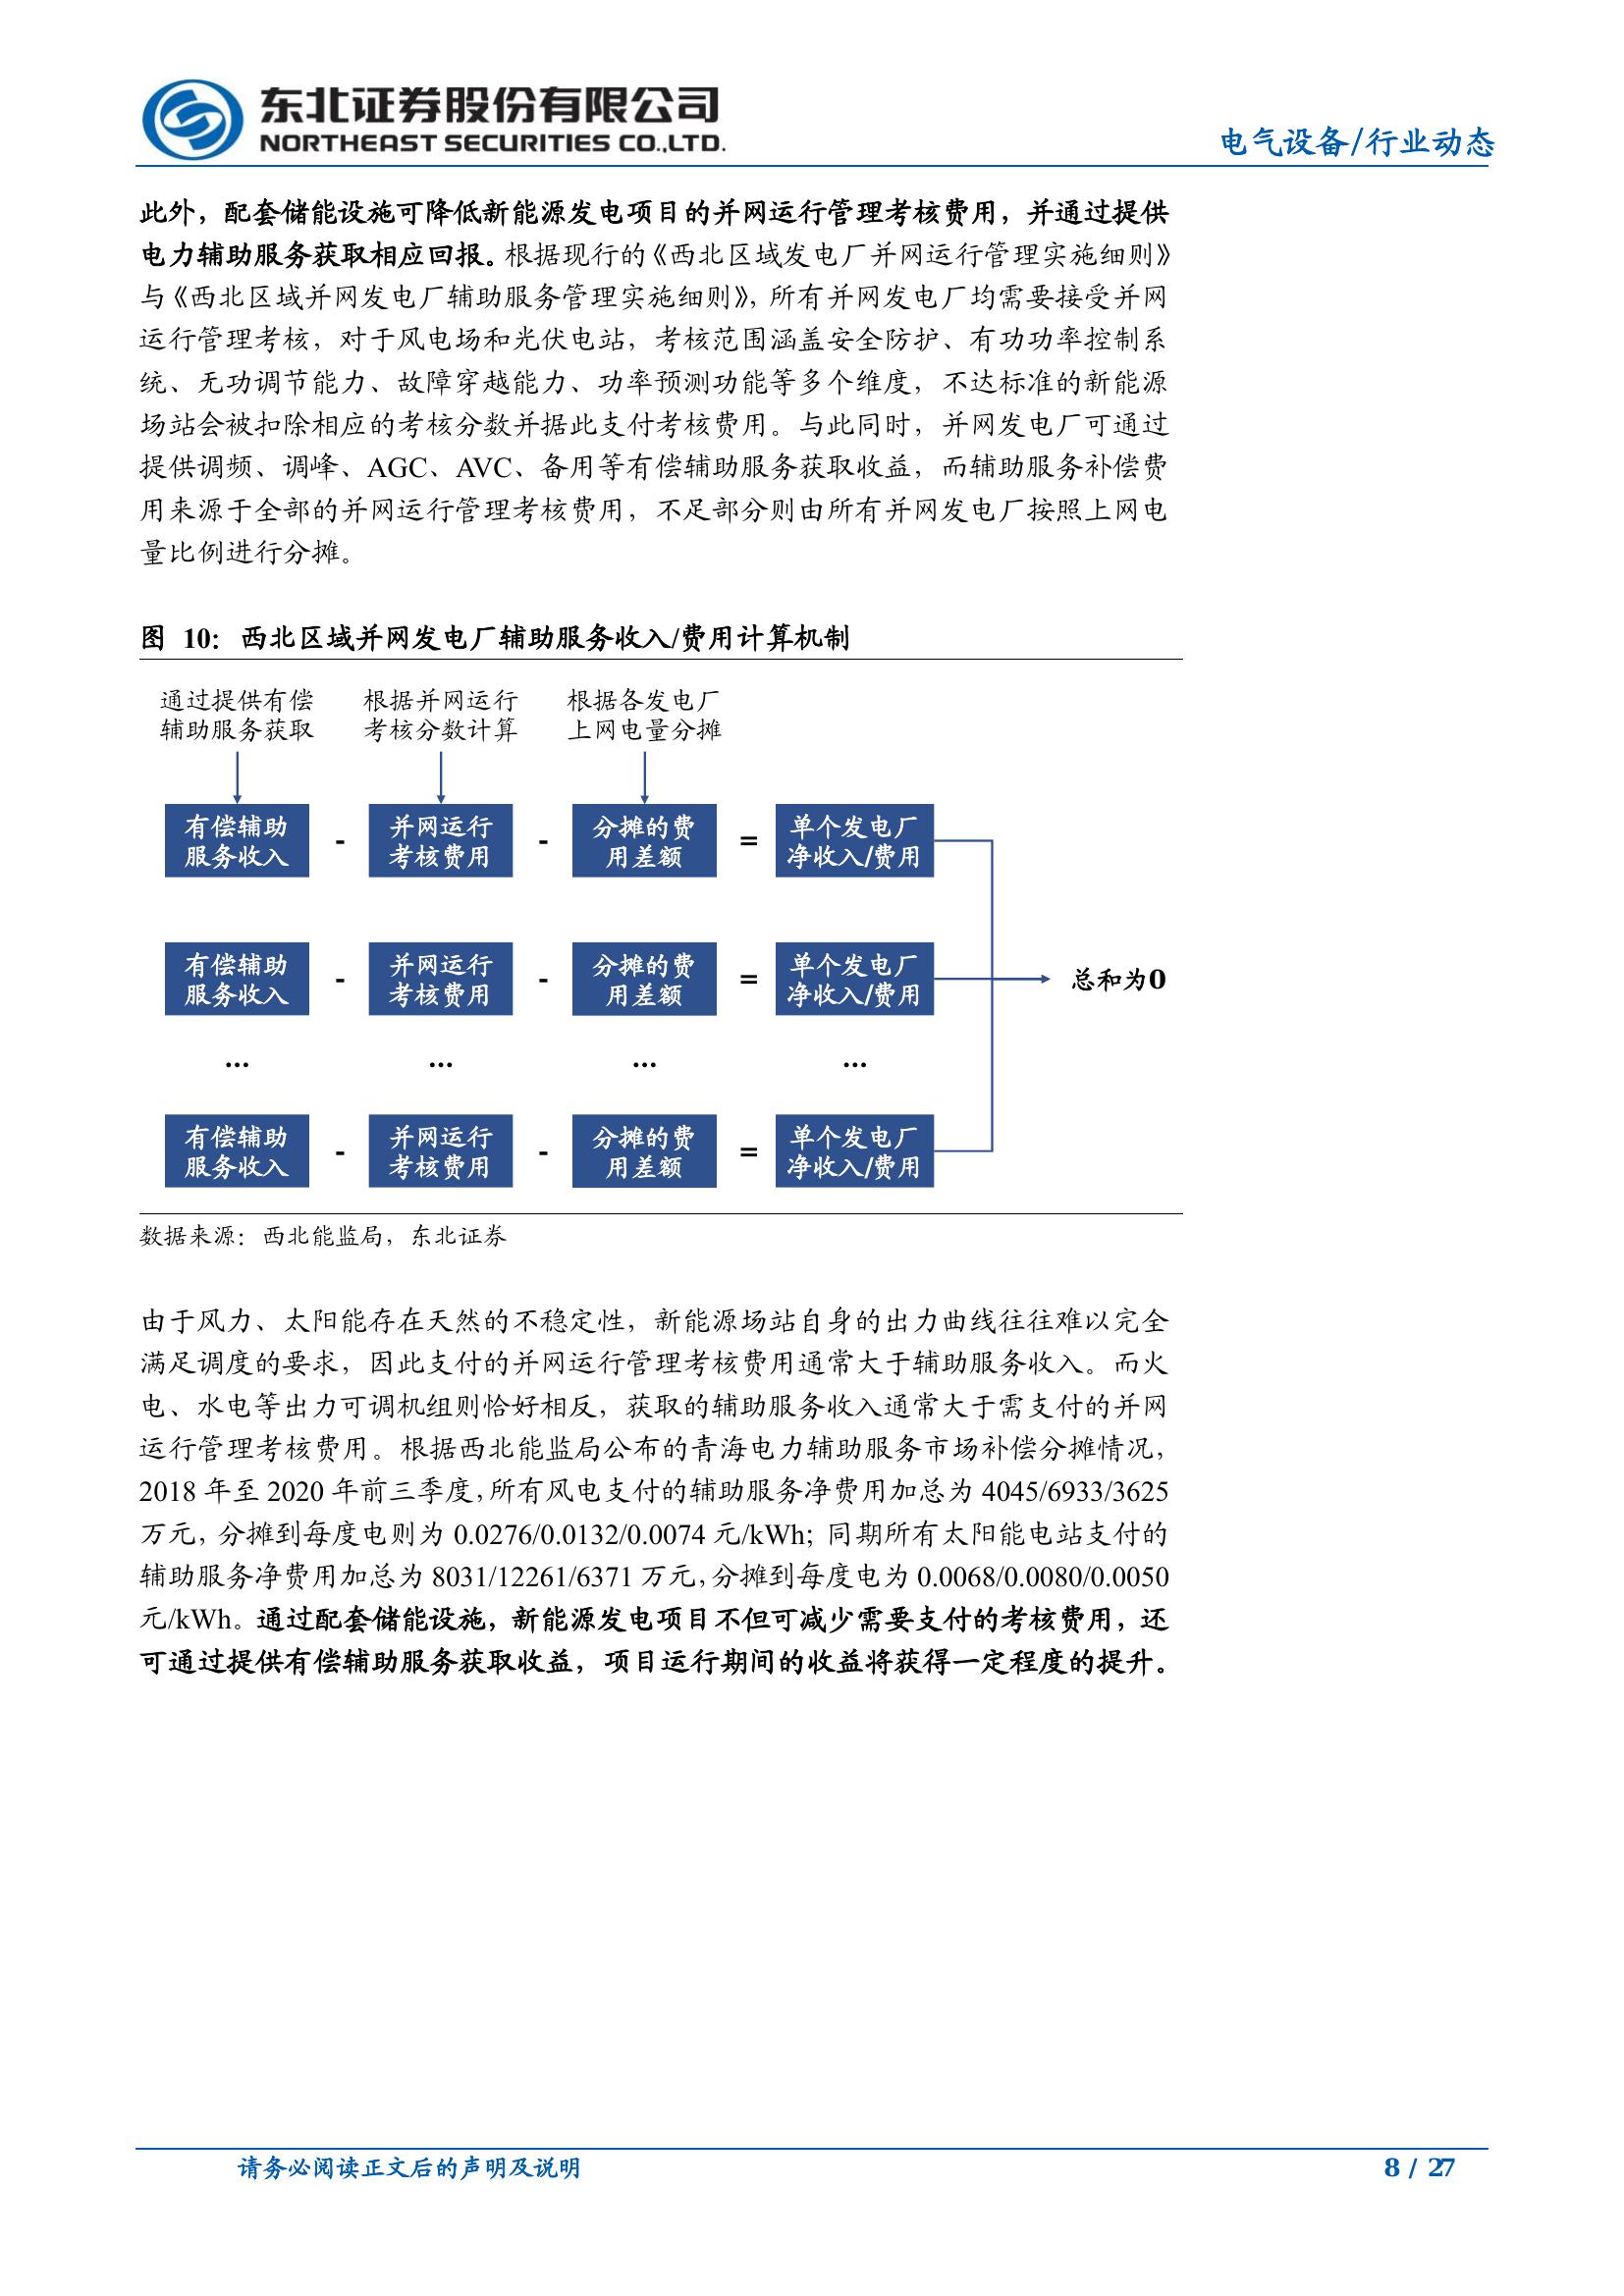 东北证券股份有限公司
NORTHEAST SECURITIES CO.,LTD.
电气设备/行业动态
此外，配套储能设施可降低新能源发电项目的并网运行管理考核费用，并通过提供
电力辅助服务获取相应回报。根据现行的《西北区域发电厂并网运行管理实施细则》
与《西北区域并网发电厂辅助服务管理实施细则》，所有并网发电厂均需要接受并网
运行管理考核，对于风电场和光伏电站，考核范围涵盖安全防护、有功功率控制系
统、无功调节能力、故障穿越能力、功率预测功能等多个维度，不达标准的新能源
场站会被扣除相应的考核分数并据此支付考核费用。与此同时，并网发电厂可通过
提供调频、调峰、AGC、AVC、备用等有偿辅助服务获取收益，而辅助服务补偿费
用来源于全部的并网运行管理考核费用，不足部分则由所有并网发电厂按照上网电
量比例进行分摊。
图 10：西北区域并网发电厂辅助服务收入/费用计算机制
通过提供有偿 根据并网运行 根据各发电厂
辅助服务获取 考核分数计算 上网电量分摊
有偿辅助 并网运行 分摊的费 单个发电厂
- - =
服务收入 考核费用 用差额 净收入/费用
有偿辅助 并网运行 分摊的费 单个发电厂
- - = 总和为0
服务收入 考核费用 用差额 净收入/费用
... ... ... ...
有偿辅助 并网运行 分摊的费 单个发电厂
- - =
服务收入 考核费用 用差额 净收入/费用
数据来源：西北能监局，东北证券
由于风力、太阳能存在天然的不稳定性，新能源场站自身的出力曲线往往难以完全
满足调度的要求，因此支付的并网运行管理考核费用通常大于辅助服务收入。而火
电、水电等出力可调机组则恰好相反，获取的辅助服务收入通常大于需支付的并网
运行管理考核费用。根据西北能监局公布的青海电力辅助服务市场补偿分摊情况，
2018 年至 2020 年前三季度，所有风电支付的辅助服务净费用加总为 4045/6933/3625
万元，分摊到每度电则为 0.0276/0.0132/0.0074 元/kWh；同期所有太阳能电站支付的
辅助服务净费用加总为 8031/12261/6371 万元，分摊到每度电为 0.0068/0.0080/0.0050
元/kWh。通过配套储能设施，新能源发电项目不但可减少需要支付的考核费用，还
可通过提供有偿辅助服务获取收益，项目运行期间的收益将获得一定程度的提升。
请务必阅读正文后的声明及说明
8 / 27